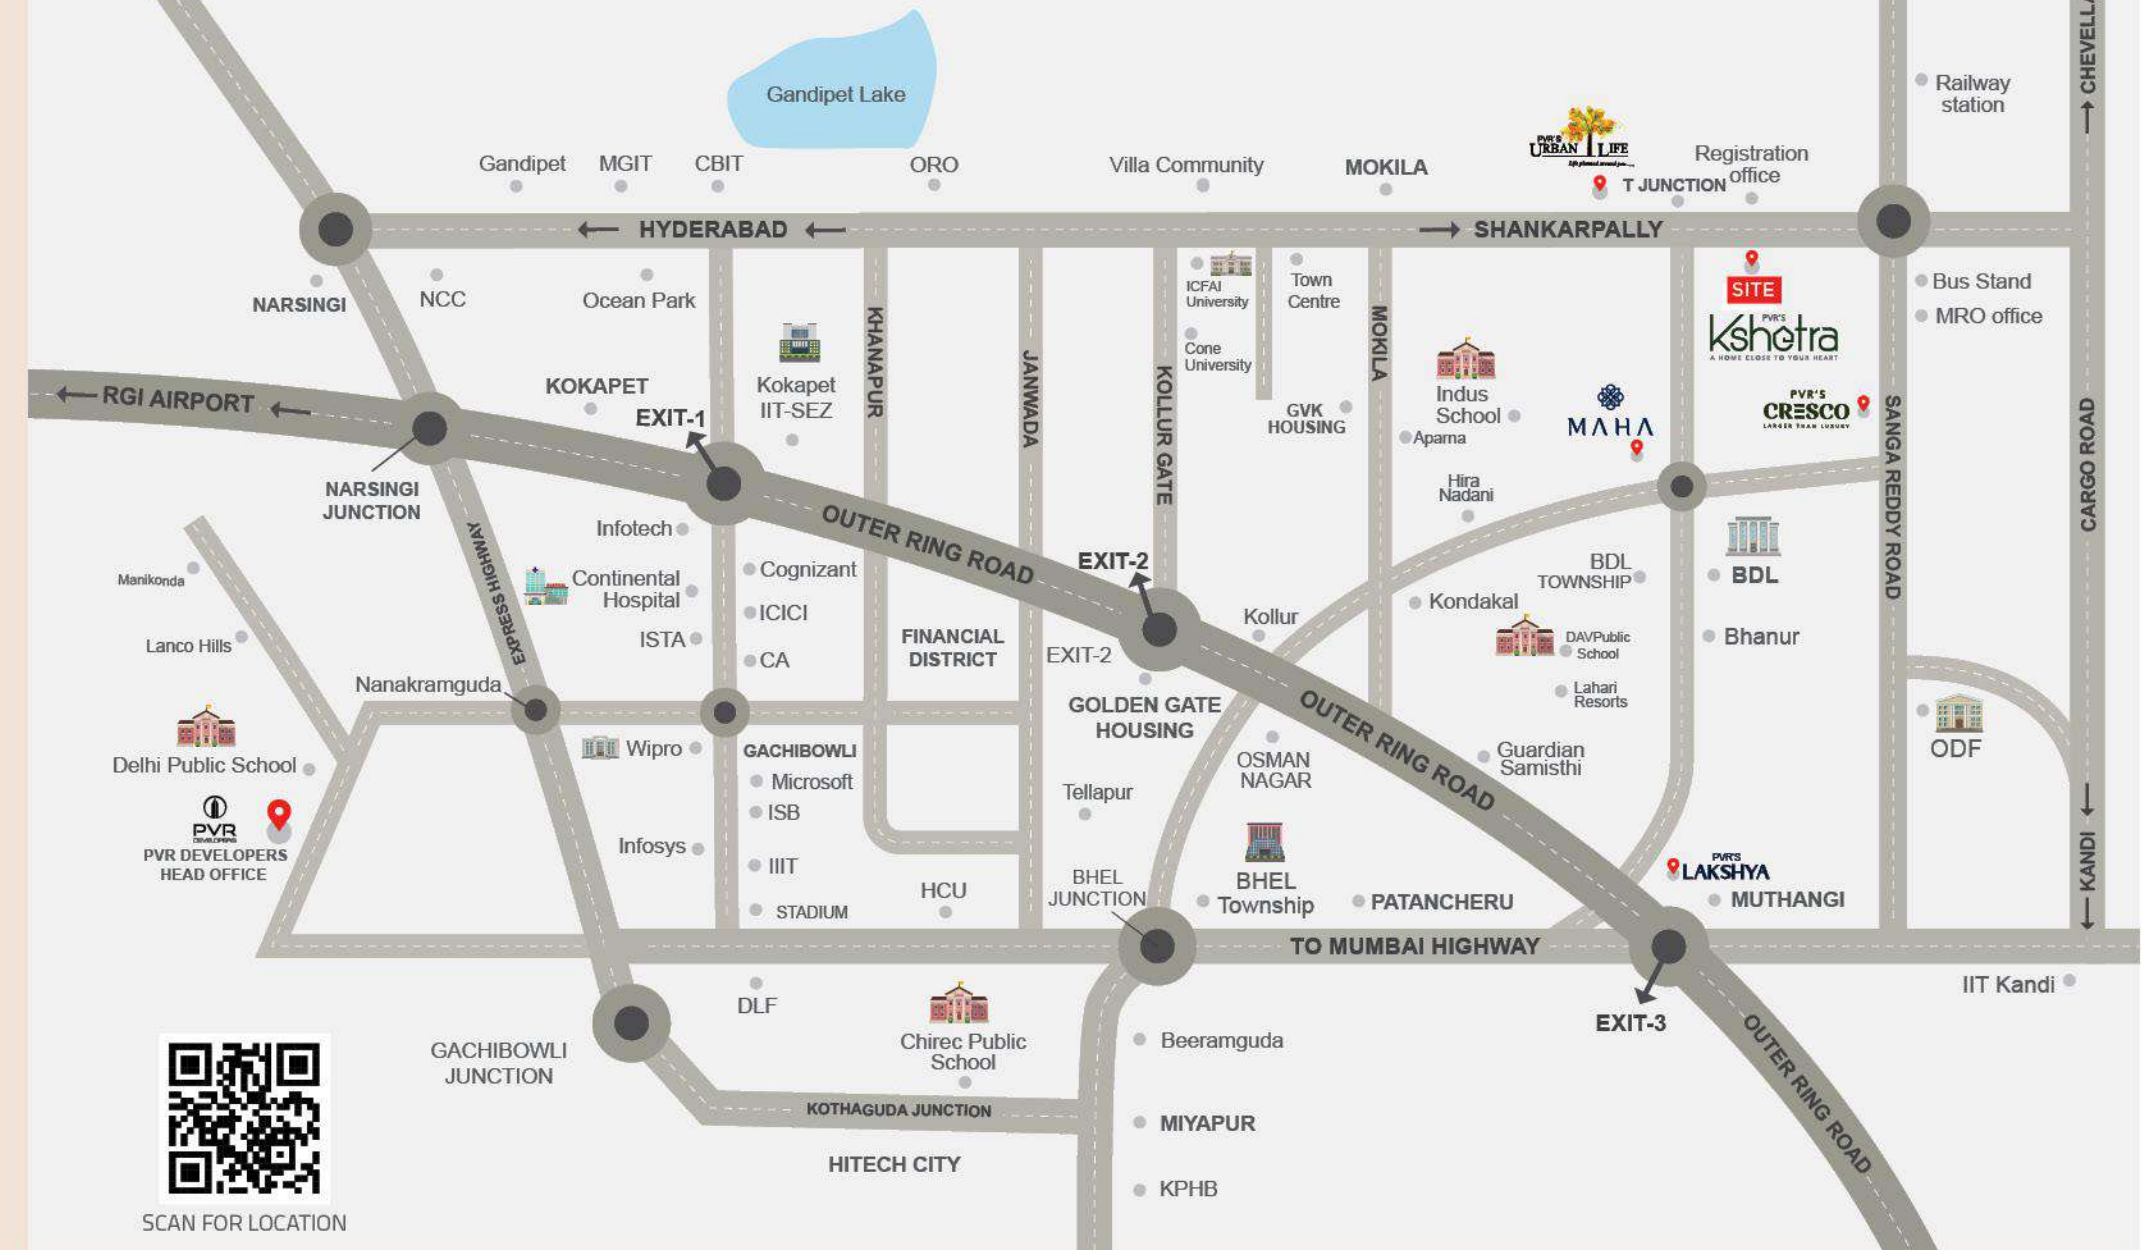 CHEVELLA
Railway
station
Gandipet Lake
PVR'S
URBAN LIFE
Gandipet
MGIT
CBIT
ORO
Villa Community
MOKILA
T JUNCTION
Registration
office
HYDERABAD
SHANKARPALLY
NARSINGI
NCC
Ocean Park
ICFAI
University
Town
Centre
SITE
PVR'S
Kshetra
A HOME CLOSE TO YOUR HEART
Bus Stand
MRO office
Cone
University
KHANAPUR
JANWADA
KOLLUR GATE
MOKILA
SANGA REDDY ROAD
CARGO ROAD
RGI AIRPORT
KOKAPET
EXIT-1
Kokapet
IIT-SEZ
GVK
HOUSING
Indus
School
Aparna
MAHA
PVR'S
CRESCO
LARGER THAN LUXURY
NARSINGI
JUNCTION
Hira
Nadani
OUTER RING ROAD
Infotech
EXPRESS HIGHWAY
Manikonda
Continental
Hospital
Cognizant
ICICI
EXIT-2
BDL
TOWNSHIP
BDL
Lanco Hills
ISTA
CA
FINANCIAL
DISTRICT
EXIT-2
Kollur
Kondakal
DAVPublic
School
Bhanur
Nanakramguda
GOLDEN GATE
HOUSING
OUTER RING ROAD
Lahari
Resorts
ODF
Delhi Public School
Wipro
GACHIBOWLI
Microsoft
ISB
OSMAN
NAGAR
Guardian
Samisthi
Tellapur
PVR
DEVELOPERS
PVR DEVELOPERS
HEAD OFFICE
Infosys
IIIT
STADIUM
HCU
BHEL
JUNCTION
BHEL
Township
PATANCHERU
PVR'S
LAKSHYA
MUTHANGI
KANDI
TO MUMBAI HIGHWAY
IIT Kandi
DLF
EXIT-3
GACHIBOWLI
JUNCTION
Chirec Public
School
Beeramguda
OUTER RING ROAD
KOTHAGUDA JUNCTION
MIYAPUR
HITECH CITY
KPHB
SCAN FOR LOCATION